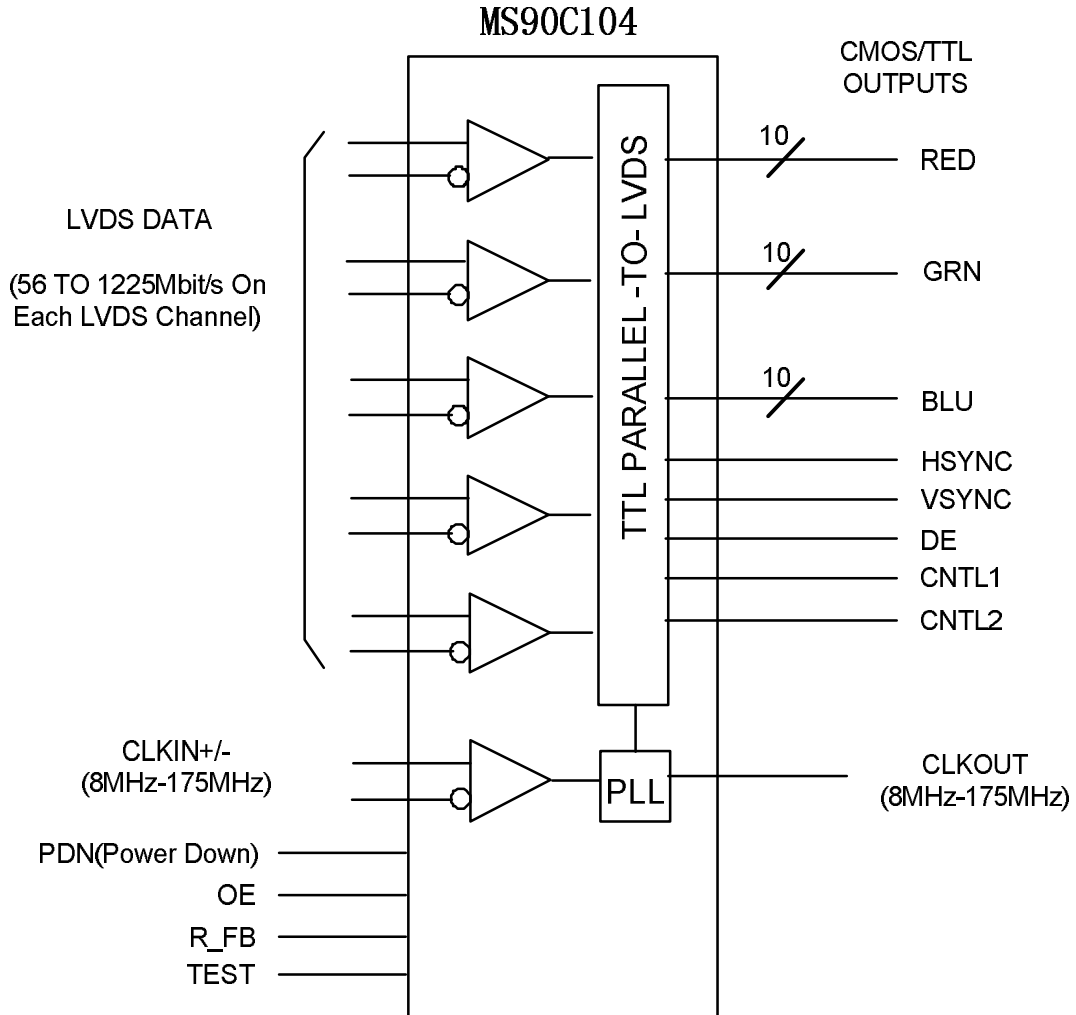 MS90C104
CMOS/TTL
OUTPUTS
LVDS DATA
(56 TO 1225Mbit/s On
Each LVDS Channel)
TTL PARALLEL -TO- LVDS
10
RED
10
GRN
10
BLU
HSYNC
VSYNC
DE
CNTL1
CNTL2
CLKIN+/-
(8MHz-175MHz)
PLL
CLKOUT
(8MHz-175MHz)
PDN(Power Down)
OE
R_FB
TEST